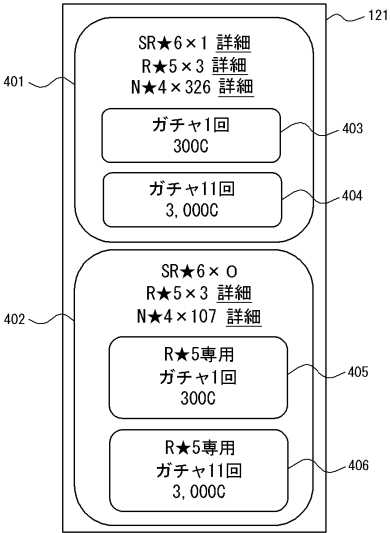 121
401
SR★6×1 詳細
R★5×3 詳細
N★4×326 詳細
ガチャ1回
300C
403
ガチャ11回
3,000C
404
402
SR★6×0
R★5×3 詳細
N★4×107 詳細
R★5専用
ガチャ1回
300C
405
R★5専用
ガチャ11回
3,000C
406